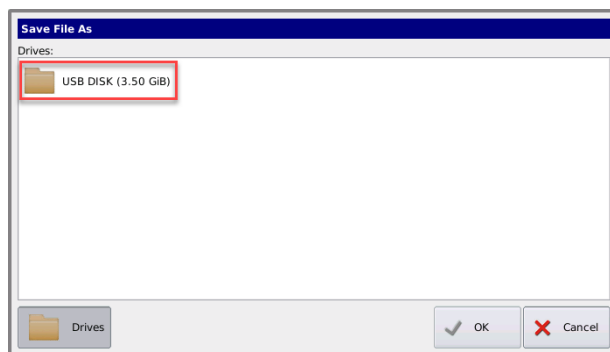 Save File As
Drives:
USB DISK (3.50 GiB)
Drives
OK
Cancel